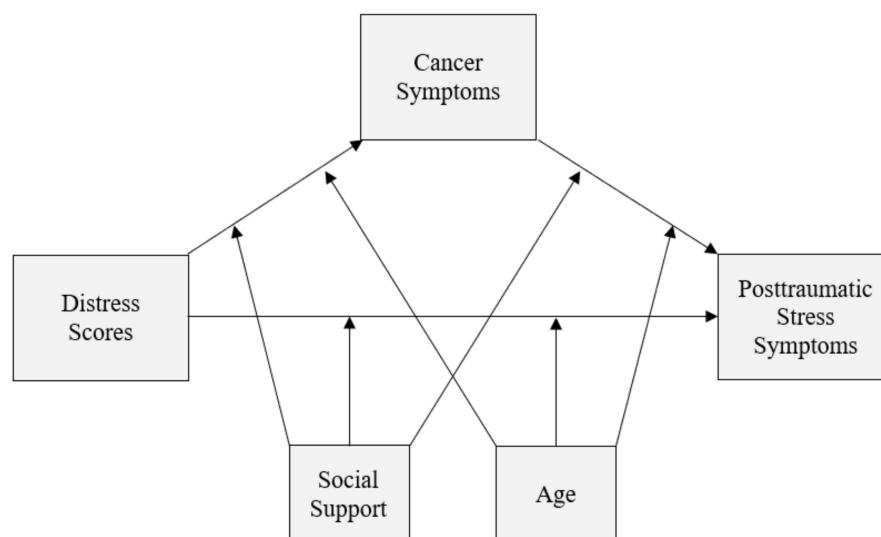 Cancer
Symptoms
Distress
Scores
Posttraumatic
Stress
Symptoms
Social
Support
Age